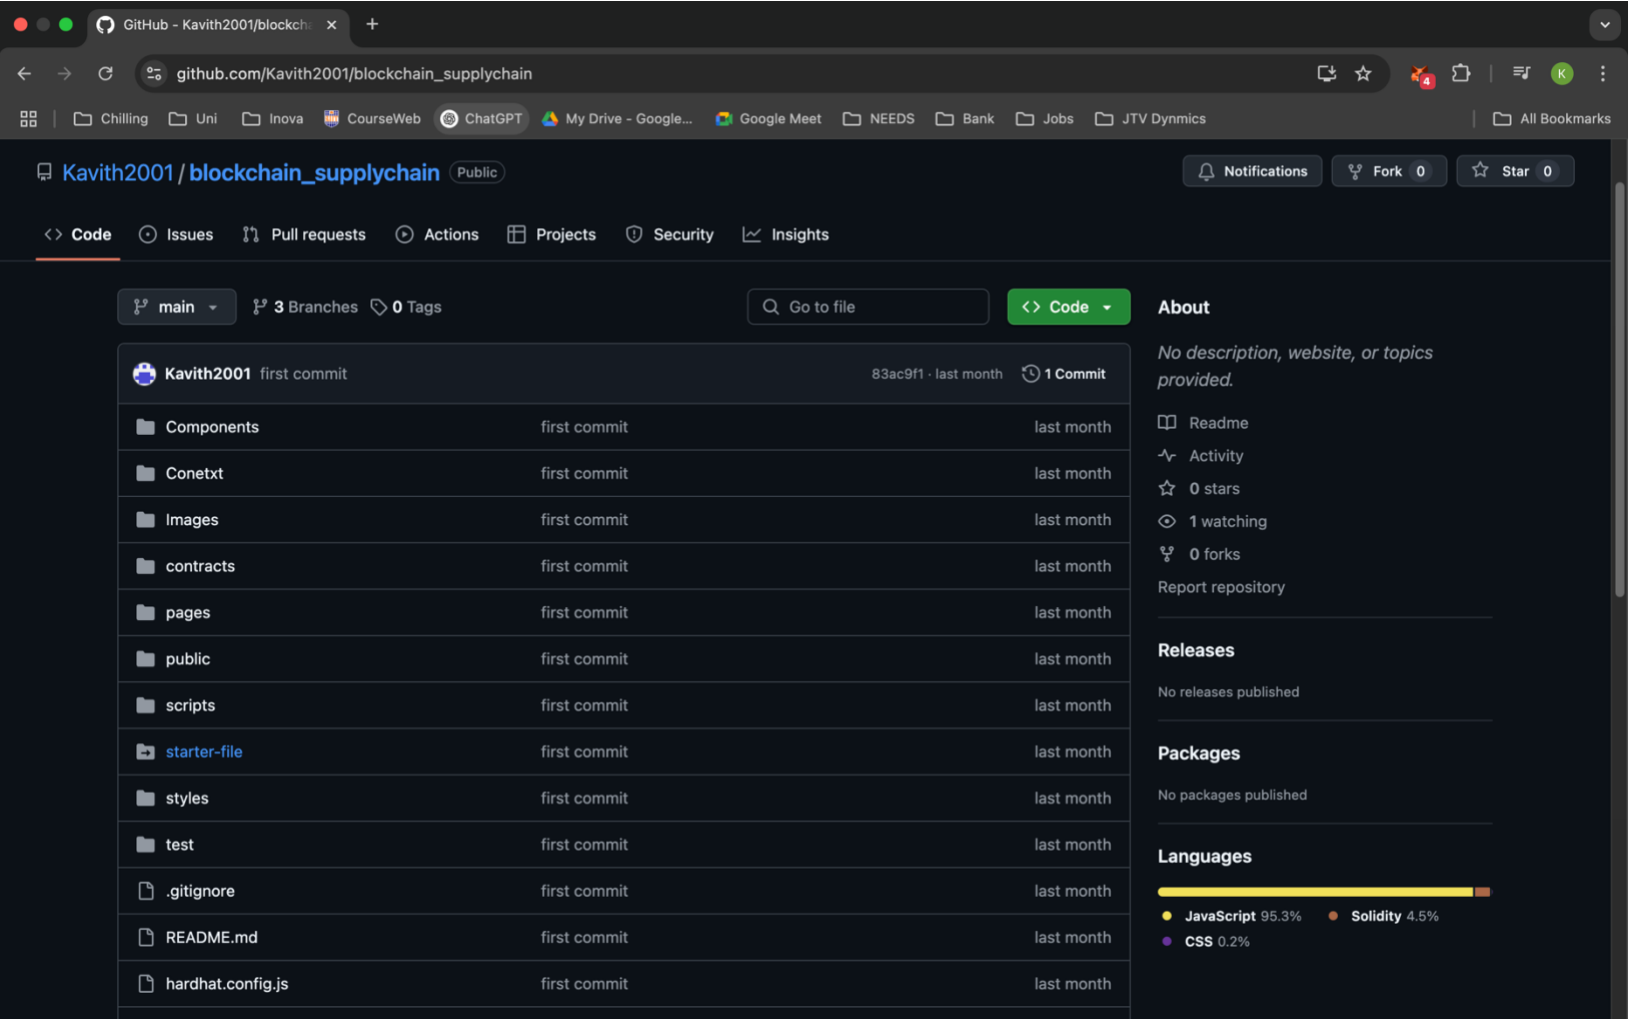 GitHub - Kavith2001/blockcha
github.com/Kavith2001/blockchain_supplychain
4
K
Chilling
Uni
Inova
CourseWeb
ChatGPT
My Drive - Google...
Google Meet
NEEDS
Bank
Jobs
JTV Dynmics
All Bookmarks
Kavith2001 / blockchain_supplychain Public
Notifications
Fork 0
Star 0
Code
Issues
Pull requests
Actions
Projects
Security
Insights
main
3 Branches
0 Tags
Go to file
Code
Kavith2001 first commit 83ac9f1 · last month 1 Commit
Components first commit last month
Conetxt first commit last month
Images first commit last month
contracts first commit last month
pages first commit last month
public first commit last month
scripts first commit last month
starter-file first commit last month
styles first commit last month
test first commit last month
.gitignore first commit last month
README.md first commit last month
hardhat.config.js first commit last month
About
No description, website, or topics
provided.
Readme
Activity
0 stars
1 watching
0 forks
Report repository
Releases
No releases published
Packages
No packages published
Languages
JavaScript 95.3% Solidity 4.5%
CSS 0.2%